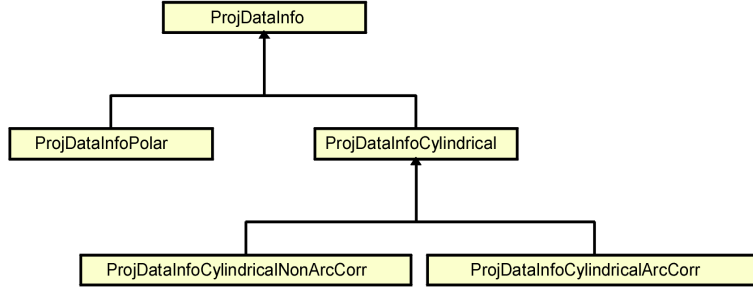 ProjDataInfo
ProjDataInfoPolar
ProjDataInfoCylindrical
ProjDataInfoCylindricalNonArcCorr
ProjDataInfoCylindricalArcCorr